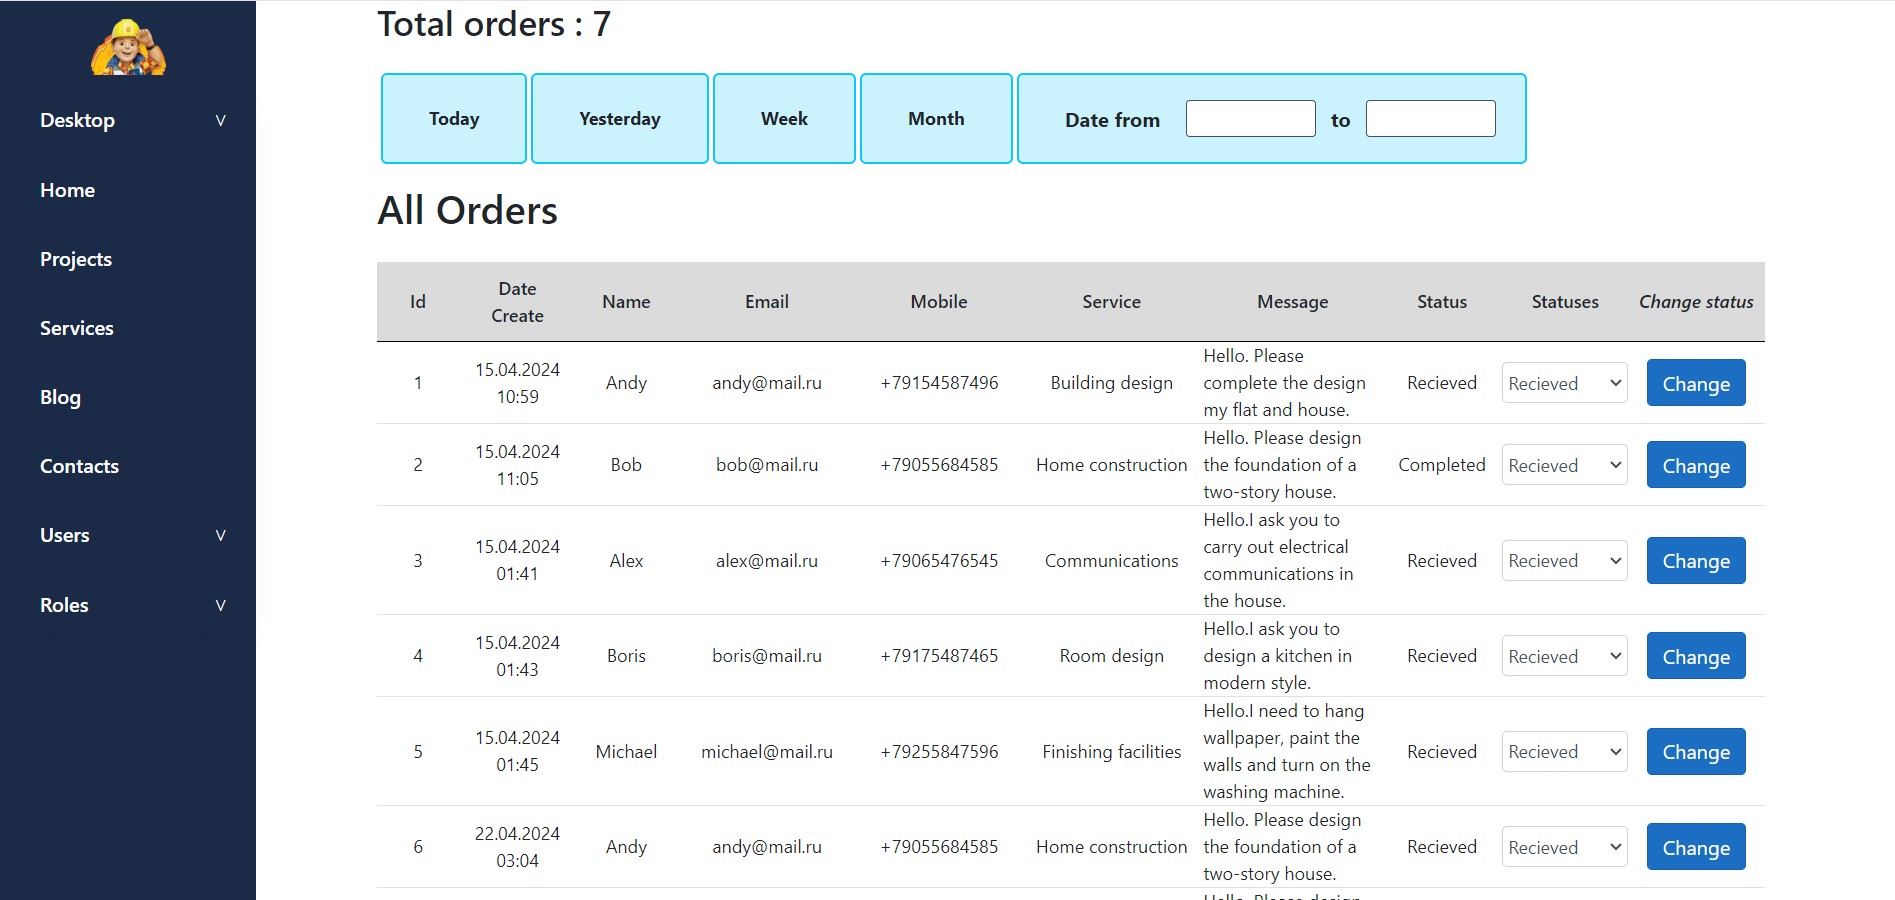 Total orders : 7
Today Yesterday Week Month Date from to
Desktop V
Home
Projects
Services
Blog
Contacts
Users V
Roles V
All Orders
Id Date Create Name Email Mobile Service Message Status Statuses Change status
1 15.04.2024 10:59 Andy andy@mail.ru +79154587496 Building design Hello. Please complete the design my flat and house. Recieved Recieved Change
2 15.04.2024 11:05 Bob bob@mail.ru +79055684585 Home construction Hello. Please design the foundation of a two-story house. Completed Recieved Change
3 15.04.2024 01:41 Alex alex@mail.ru +79065476545 Communications Hello.I ask you to carry out electrical communications in the house. Recieved Recieved Change
4 15.04.2024 01:43 Boris boris@mail.ru +79175487465 Room design Hello.I ask you to design a kitchen in modern style. Recieved Recieved Change
5 15.04.2024 01:45 Michael michael@mail.ru +79255847596 Finishing facilities Hello.I need to hang wallpaper, paint the walls and turn on the washing machine. Recieved Recieved Change
6 22.04.2024 03:04 Andy andy@mail.ru +79055684585 Home construction Hello. Please design the foundation of a two-story house. Recieved Recieved Change
Hello. Please design